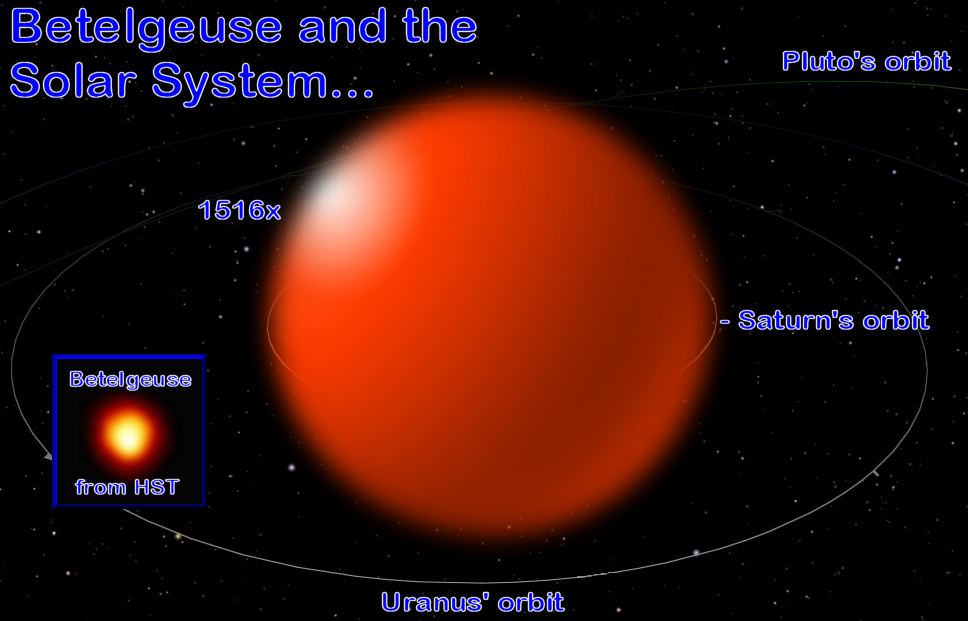 Betelgeuse and the
Solar System...
Pluto's orbit
1516x
- Saturn's orbit
Betelgeuse
from HST
Uranus' orbit